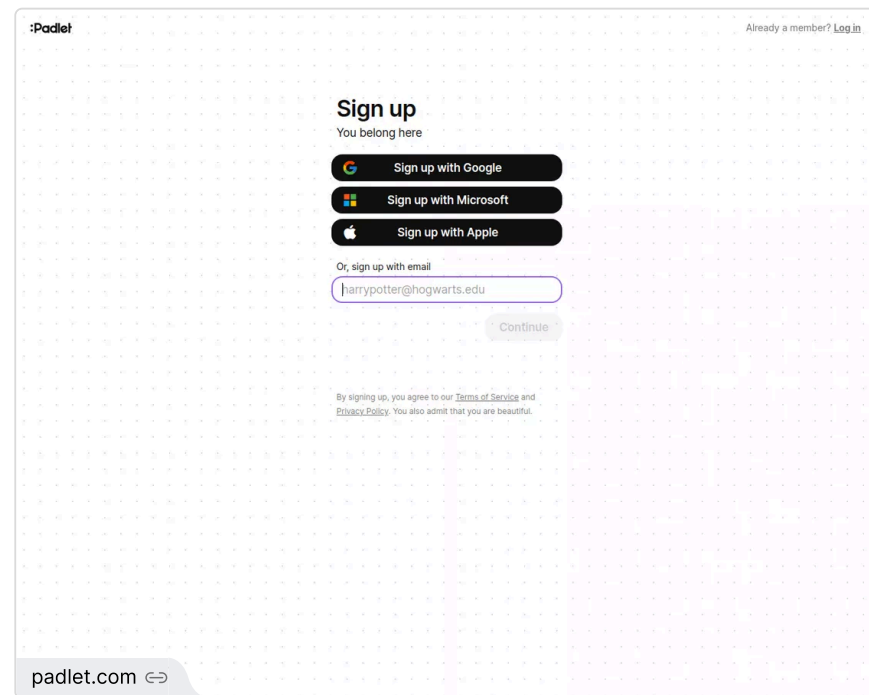 :Padlet
Already a member? Log in
Sign up
You belong here
Sign up with Google
Sign up with Microsoft
Sign up with Apple
Or, sign up with email
harrypotter@hogwarts.edu
Continue
By signing up, you agree to our Terms of Service and
Privacy Policy. You also admit that you are beautiful.
padlet.com